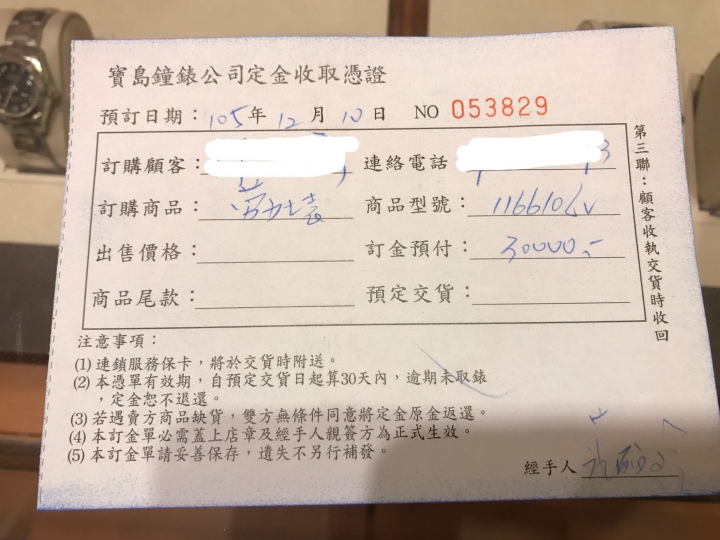 寶島鐘錶公司定金收取憑證
預訂日期：105年12月10日 NO 053829
訂購顧客： 連絡電話 3
訂購商品：勞力士 商品型號：116610LV
出售價格： 訂金預付：30000.-
商品尾款： 預定交貨：
第三聯：顧客收執交貨時收回
注意事項：
(1) 連鎖服務保卡，將於交貨時附送。
(2) 本憑單有效期，自預定交貨日起算30天內，逾期未取錶
，定金恕不退還。
(3) 若遇賣方商品缺貨，雙方無條件同意將定金原金返還。
(4) 本訂金單必需蓋上店章及經手人親簽方為正式生效。
(5) 本訂金單請妥善保存，遺失不另行補發。
經手人